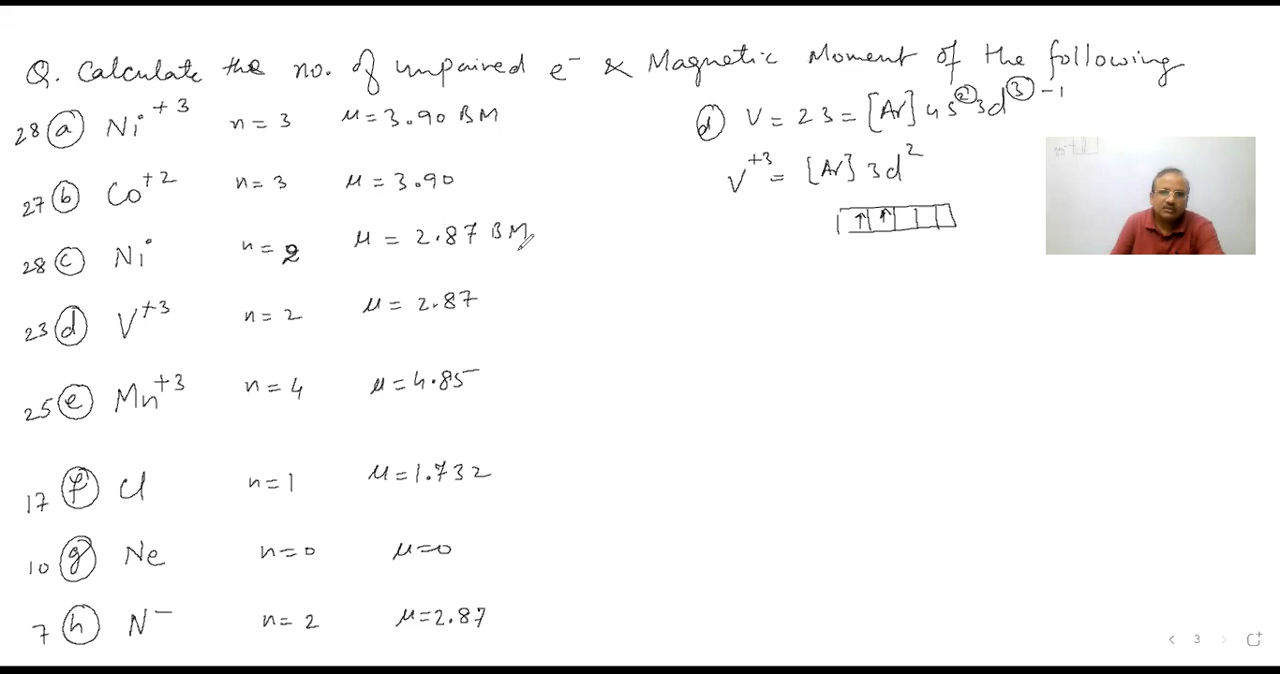 Q. Calculate the no. of unpaired e⁻ & Magnetic Moment of the following
28 (a) Ni⁺³ n = 3 μ = 3.90 BM
27 (b) Co⁺² n = 3 μ = 3.90
28 (c) Ni n = 2 μ = 2.87 BM
23 (d) V⁺³ n = 2 μ = 2.87
25 (e) Mn⁺³ n = 4 μ = 4.85
17 (f) Cl n = 1 μ = 1.732
10 (g) Ne n = 0 μ = 0
7 (h) N⁻ n = 2 μ = 2.87
(d) V = 23 = [Ar] 4s² 3d³⁻¹
V⁺³ = [Ar] 3d²
↑ ↑
< 3 >